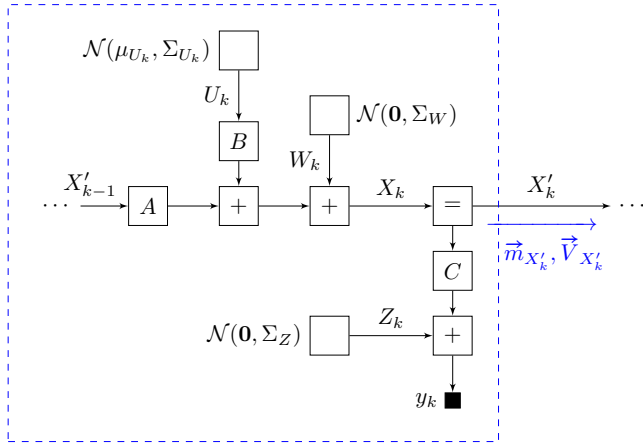 𝒩(μ_{U_k}, Σ_{U_k})
U_k
𝒩(𝟎, Σ_W)
B
W_k
⋯ X′_{k−1} A + + X_k = X′_k ⋯
m⃗_{X′_k}, V⃗_{X′_k}
C
𝒩(𝟎, Σ_Z) Z_k +
y_k